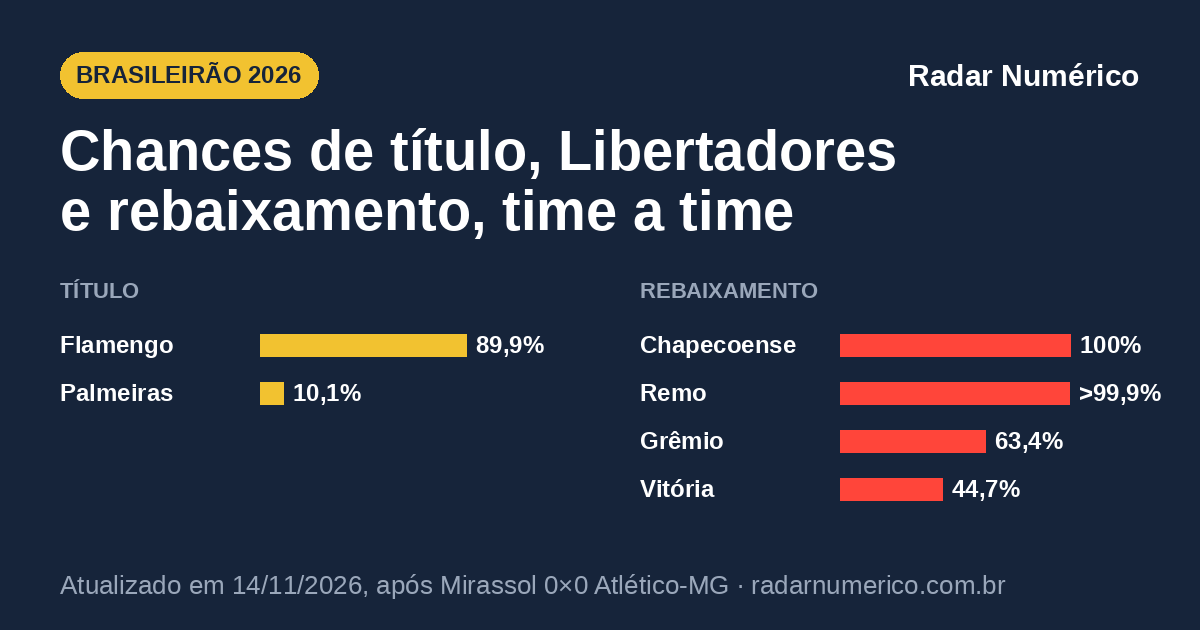 BRASILEIRÃO 2026
Radar Numérico
Chances de título, Libertadores
e rebaixamento, time a time
TÍTULO
Flamengo 89,9%
Palmeiras 10,1%
REBAIXAMENTO
Chapecoense 100%
Remo >99,9%
Grêmio 63,4%
Vitória 44,7%
Atualizado em 14/11/2026, após Mirassol 0×0 Atlético-MG · radarnumerico.com.br